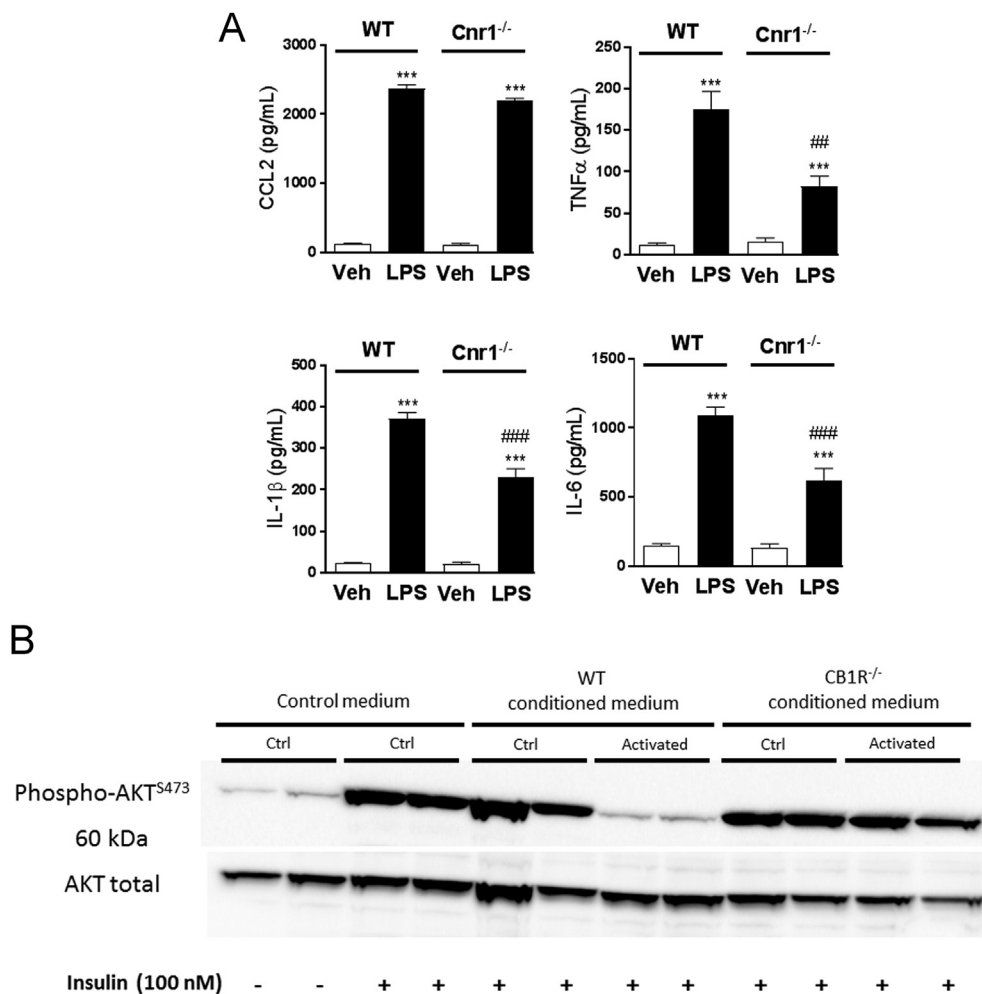 A
WT Cnr1-/-
CCL2 (pg/mL)
3000
2000
1000
0
*** ***
Veh LPS Veh LPS
WT Cnr1-/-
TNFα (pg/mL)
250
200
150
100
50
0
***
##
***
Veh LPS Veh LPS
WT Cnr1-/-
IL-1β (pg/mL)
500
400
300
200
100
0
***
###
***
Veh LPS Veh LPS
WT Cnr1-/-
IL-6 (pg/mL)
1500
1000
500
0
***
###
***
Veh LPS Veh LPS
B
Control medium
WT
conditioned medium
CB1R-/-
conditioned medium
Ctrl Ctrl Ctrl Activated Ctrl Activated
Phospho-AKTS473
60 kDa
AKT total
Insulin (100 nM) - - + + + + + + + + + +